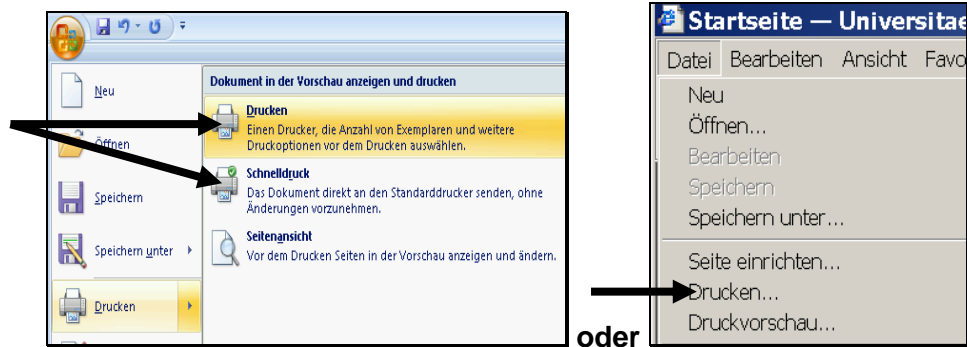 Neu
Öffnen
Speichern
Speichern unter
Drucken
Dokument in der Vorschau anzeigen und drucken
Drucken
Einen Drucker, die Anzahl von Exemplaren und weitere
Druckoptionen vor dem Drucken auswählen.
Schnelldruck
Das Dokument direkt an den Standarddrucker senden, ohne
Änderungen vorzunehmen.
Seitenansicht
Vor dem Drucken Seiten in der Vorschau anzeigen und ändern.
oder
Startseite — Universitae
Datei Bearbeiten Ansicht Favo
Neu
Öffnen...
Bearbeiten
Speichern
Speichern unter...
Seite einrichten...
Drucken...
Druckvorschau...